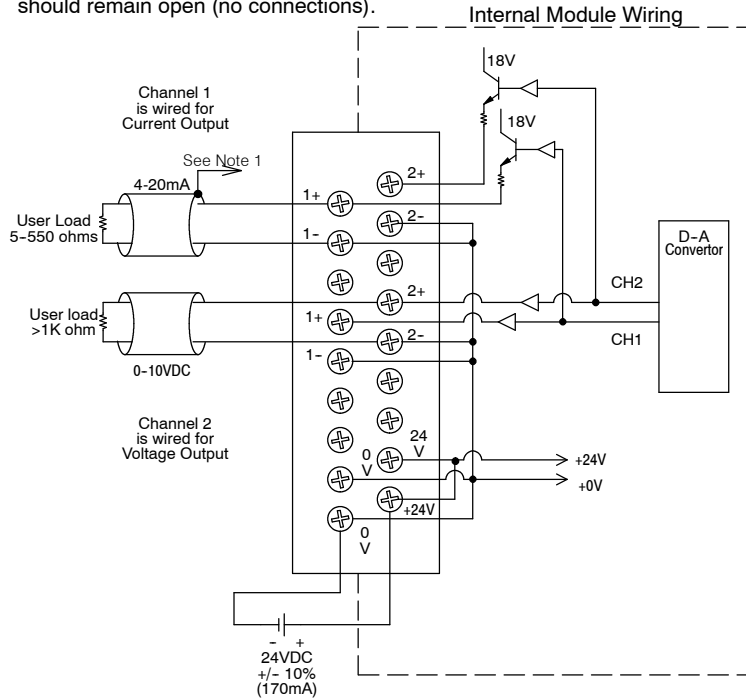 should remain open (no connections).
Internal Module Wiring
18V
18V
Channel 1
is wired for
Current Output
See Note 1
4--20mA
User Load
5--550 ohms
1+
1--
2+
2--
User load
>1K ohm
0--10VDC
2+
1+
2--
1--
Channel 2
is wired for
Voltage Output
D--A
Convertor
CH2
CH1
24
V
0
V
+24V
+0V
+24V
0
V
-- +
24VDC
+/-- 10%
(170mA)